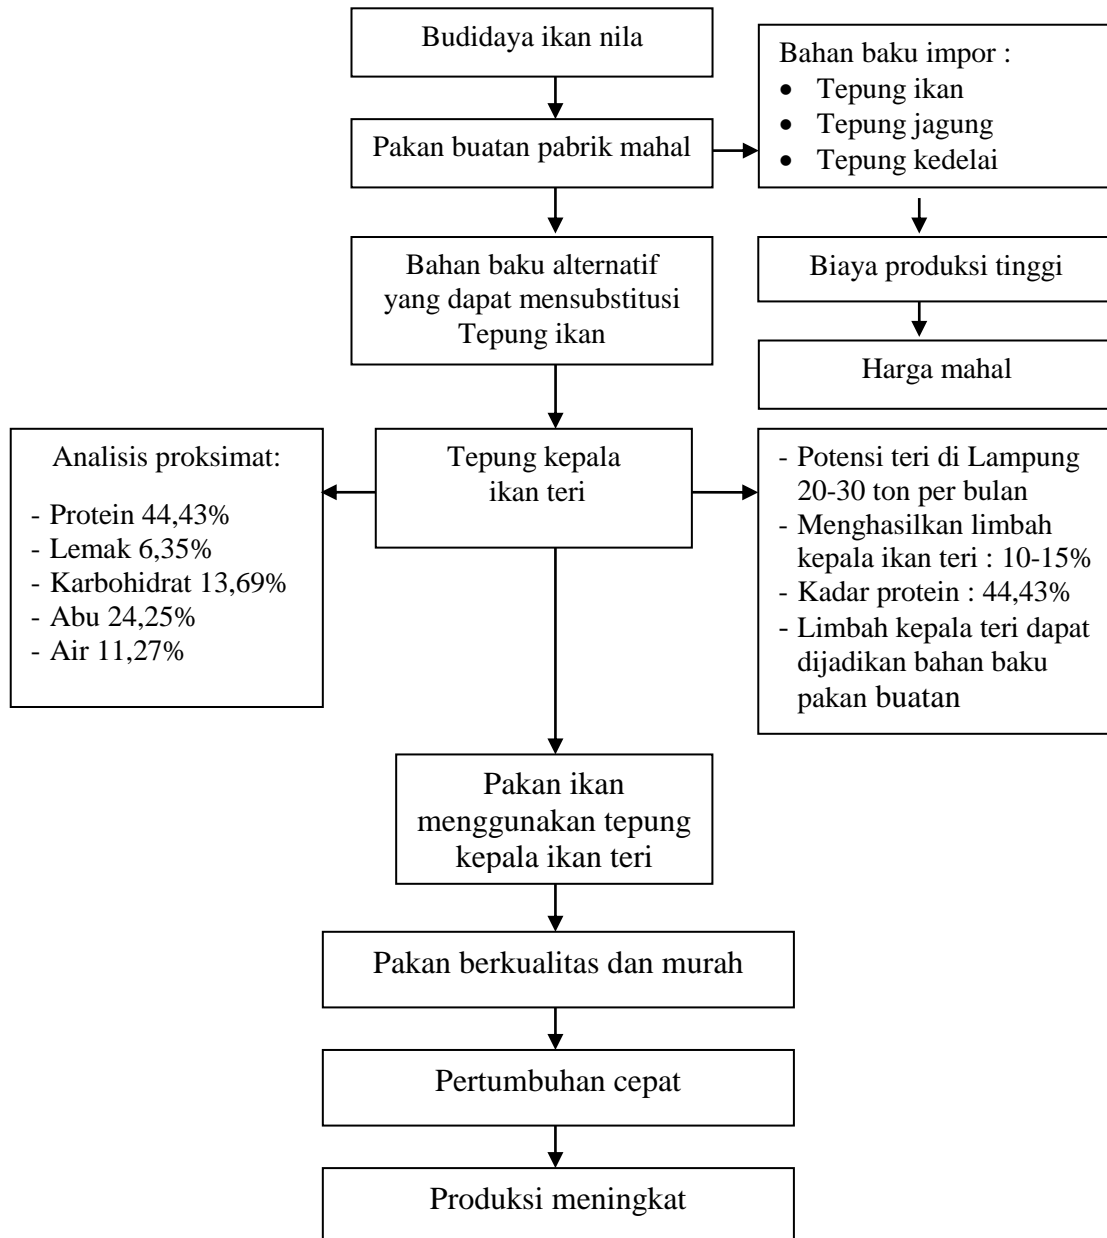 Budidaya ikan nila
Bahan baku impor :
• Tepung ikan
• Tepung jagung
• Tepung kedelai
Pakan buatan pabrik mahal
Bahan baku alternatif
yang dapat mensubstitusi
Tepung ikan
Biaya produksi tinggi
Harga mahal
Analisis proksimat:
- Protein 44,43%
- Lemak 6,35%
- Karbohidrat 13,69%
- Abu 24,25%
- Air 11,27%
Tepung kepala
ikan teri
- Potensi teri di Lampung
20-30 ton per bulan
- Menghasilkan limbah
kepala ikan teri : 10-15%
- Kadar protein : 44,43%
- Limbah kepala teri dapat
dijadikan bahan baku
pakan buatan
Pakan ikan
menggunakan tepung
kepala ikan teri
Pakan berkualitas dan murah
Pertumbuhan cepat
Produksi meningkat